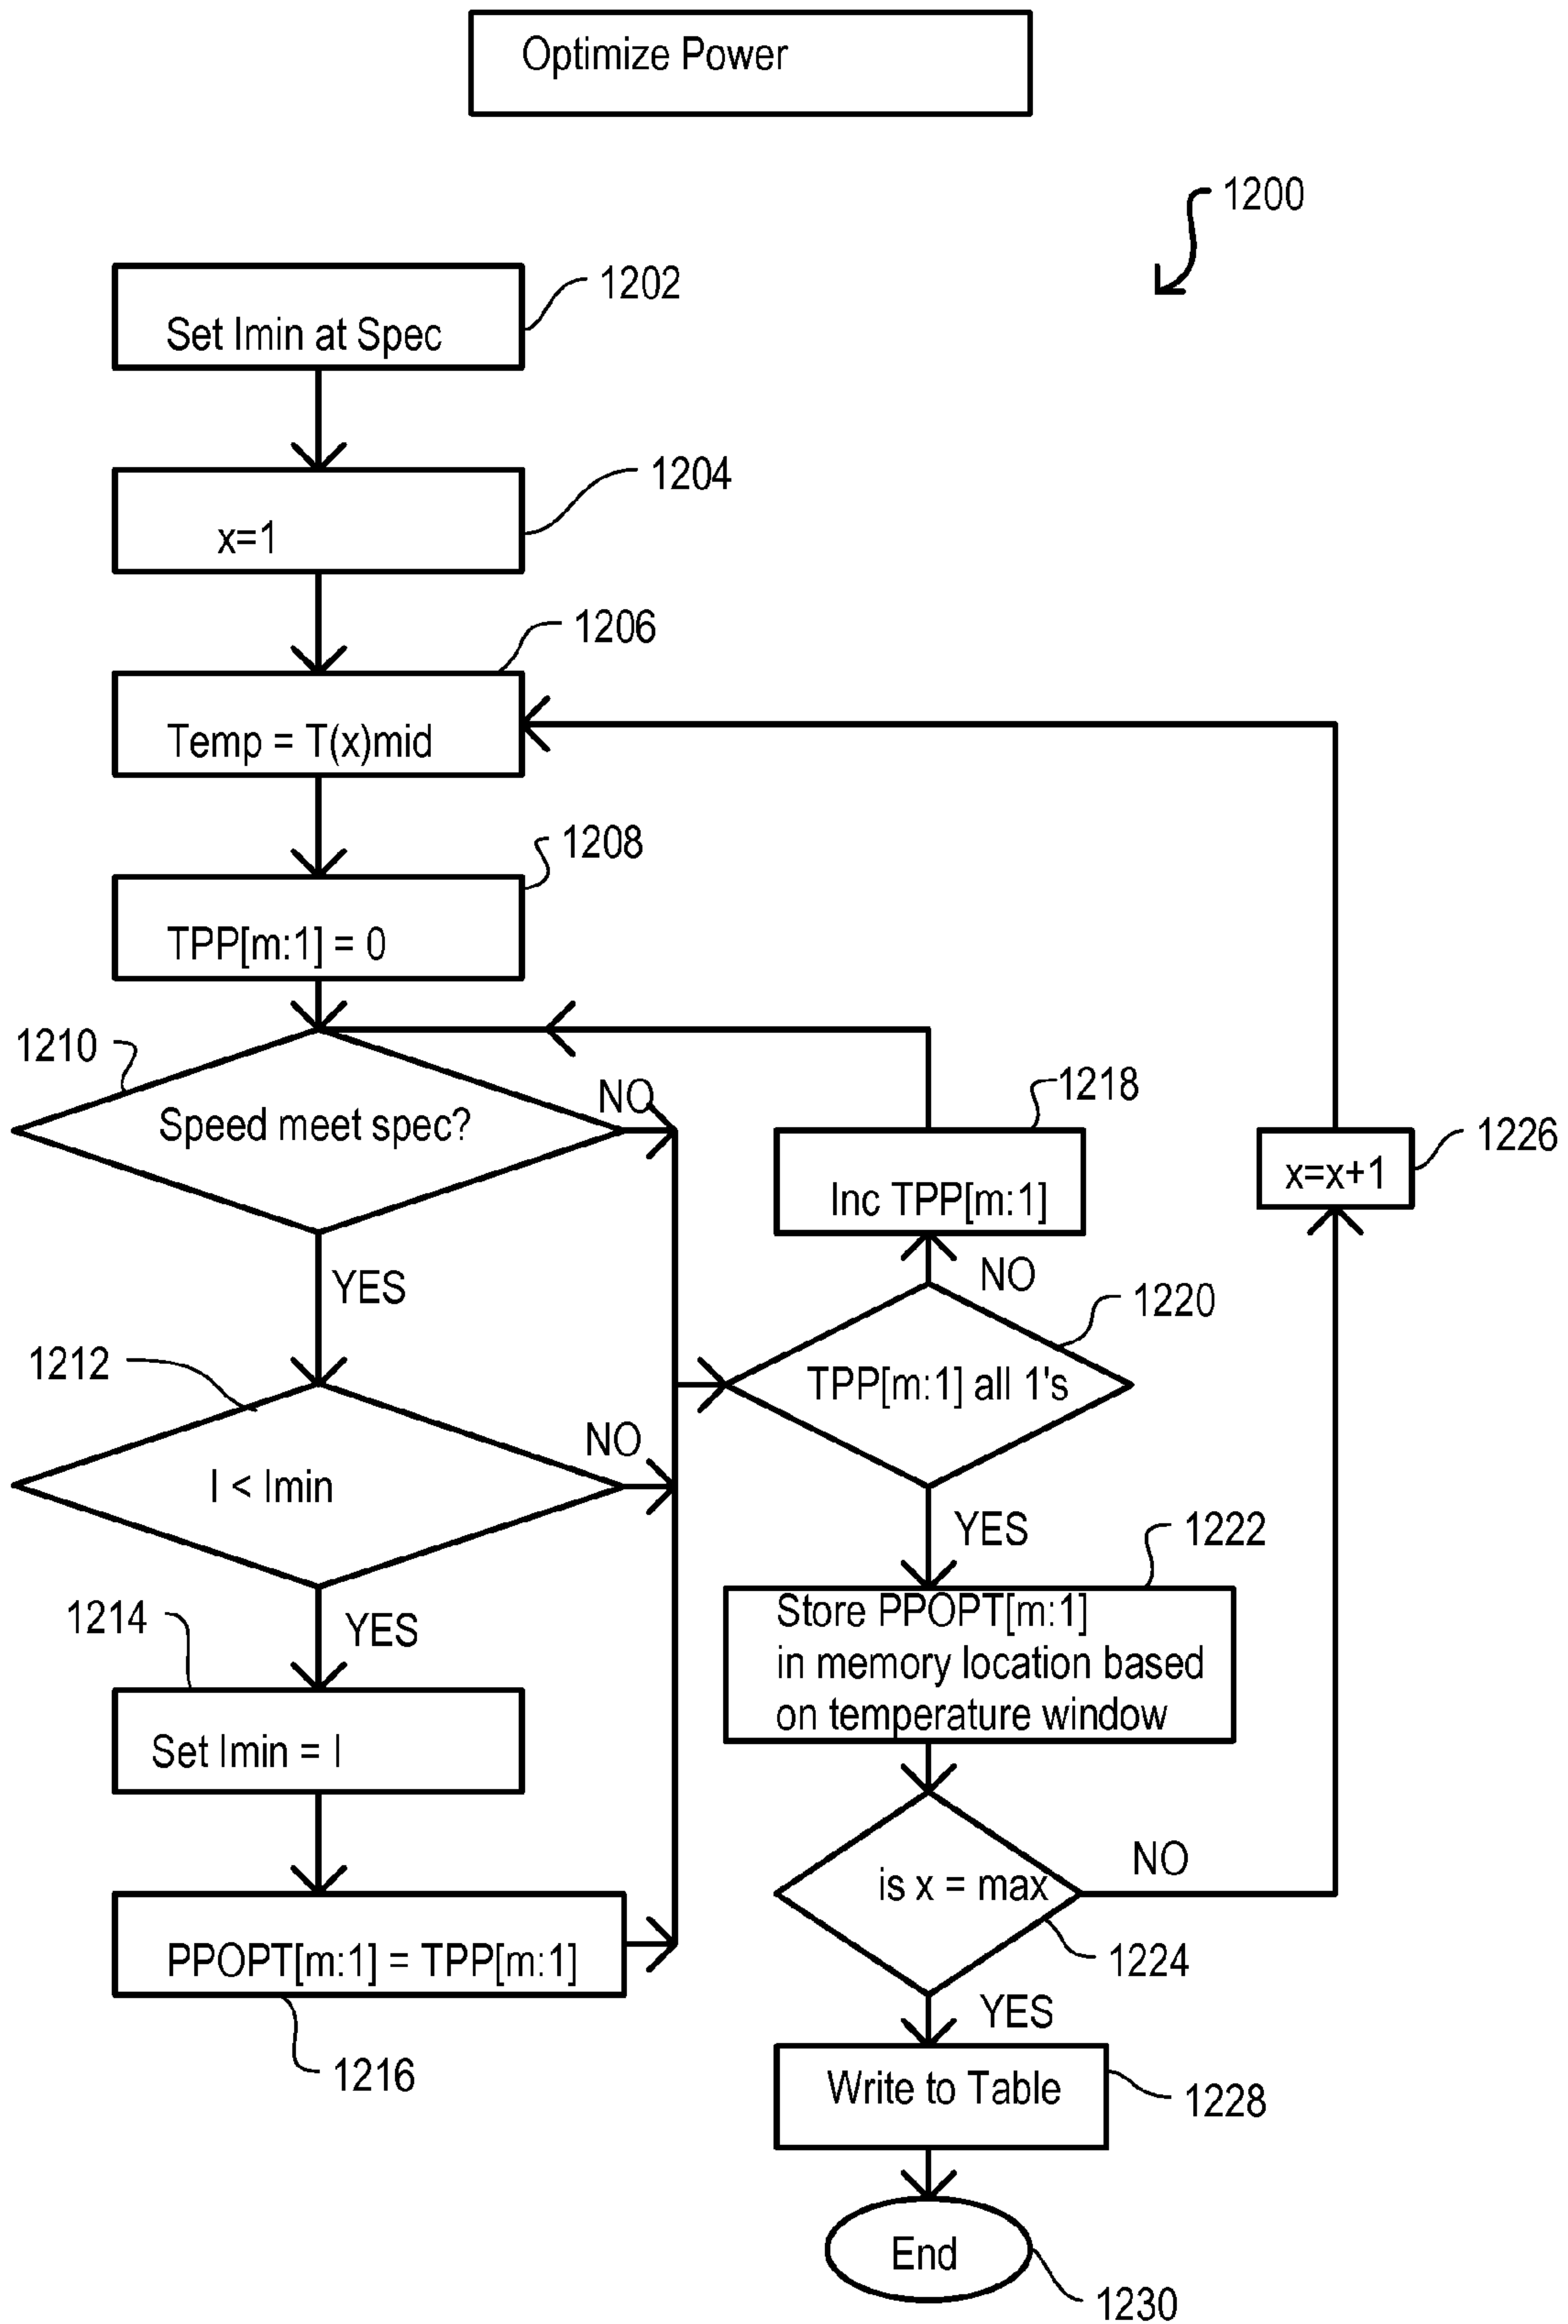 Optimize Power
1200
1202
Set Imin at Spec
1204
x=1
1206
Temp = T(x)mid
1208
TPP[m:1] = 0
1210
Speed meet spec?
NO
YES
1212
I < Imin
NO
YES
1214
Set Imin = I
PPOPT[m:1] = TPP[m:1]
1216
1218
Inc TPP[m:1]
NO
1220
TPP[m:1] all 1's
YES
1222
Store PPOPT[m:1]
in memory location based
on temperature window
is x = max
NO
1224
YES
1226
x=x+1
Write to Table
1228
End
1230